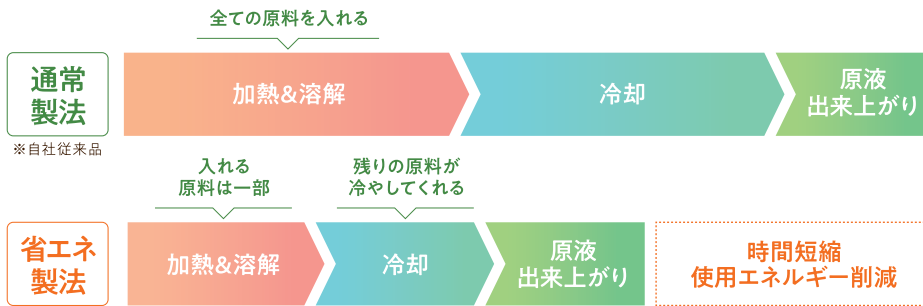 全ての原料を入れる
通常
製法
加熱&溶解
冷却
原液
出来上がり
※自社従来品
入れる
原料は一部
残りの原料が
冷やしてくれる
省エネ
製法
加熱&溶解
冷却
原液
出来上がり
時間短縮
使用エネルギー削減